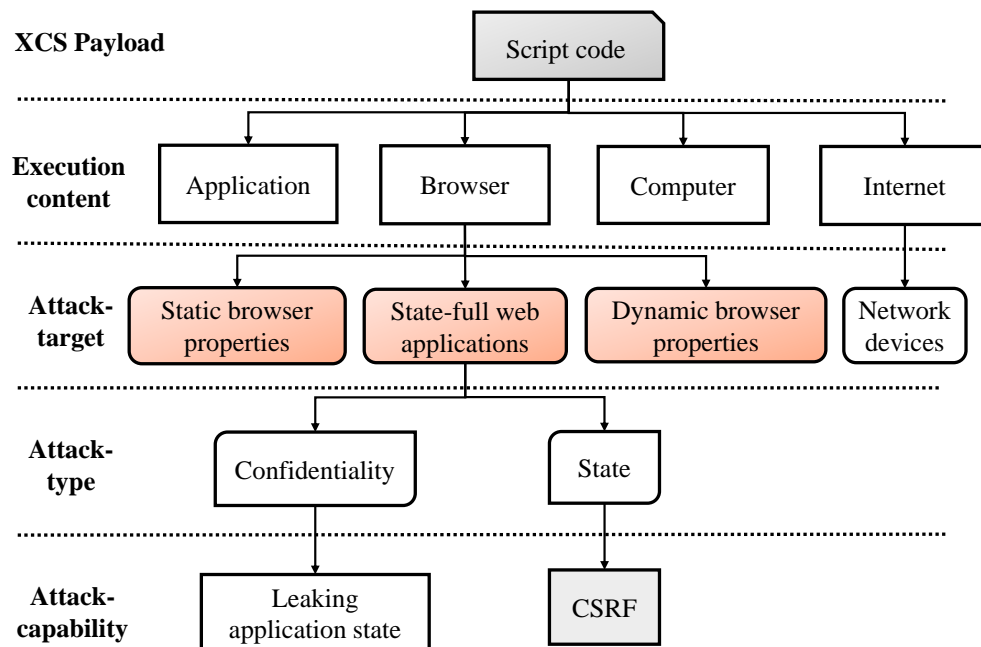 XCS Payload
Script code
Execution
content
Application
Browser
Computer
Internet
Attack-
target
Static browser
properties
State-full web
applications
Dynamic browser
properties
Network
devices
Attack-
type
Confidentiality
State
Attack-
capability
Leaking
application state
CSRF